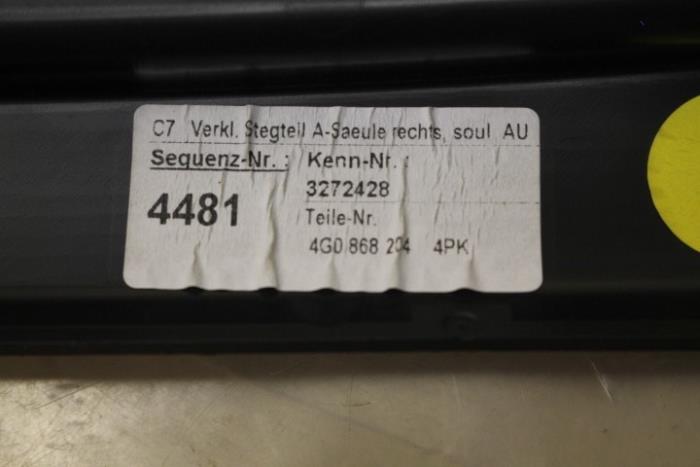 C7 Verkl. Stegteil A-Saeule rechts, soul AU
Sequenz-Nr. : Kenn-Nr. :
4481 3272428
Teile-Nr.
4G0 868 204 4PK